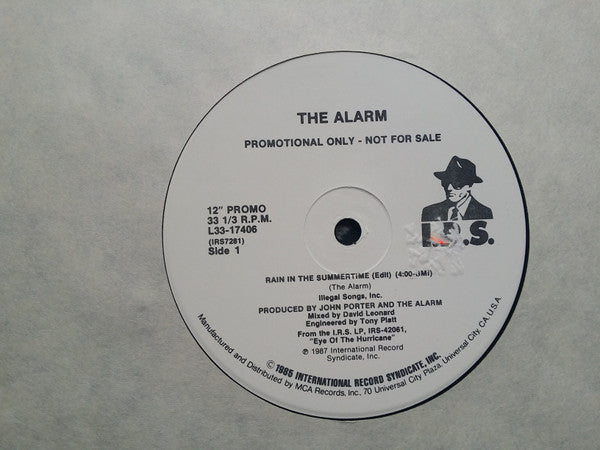 THE ALARM
PROMOTIONAL ONLY - NOT FOR SALE
12" PROMO
33 1/3 R.P.M.
L33-17406
(IRS7281)
Side 1
I.R.S.
RAIN IN THE SUMMERTIME (Edit) (4:00-BMI)
(The Alarm)
Illegal Songs, Inc.
PRODUCED BY JOHN PORTER AND THE ALARM
Mixed by David Leonard
Engineered by Tony Platt
From the I.R.S. LP, IRS-42061,
"Eye Of The Hurricane"
℗ 1987 International Record
Syndicate, Inc.
© 1985 INTERNATIONAL RECORD SYNDICATE, INC.
Manufactured and Distributed by MCA Records, Inc. 70 Universal City Plaza, Universal City, CA U.S.A.